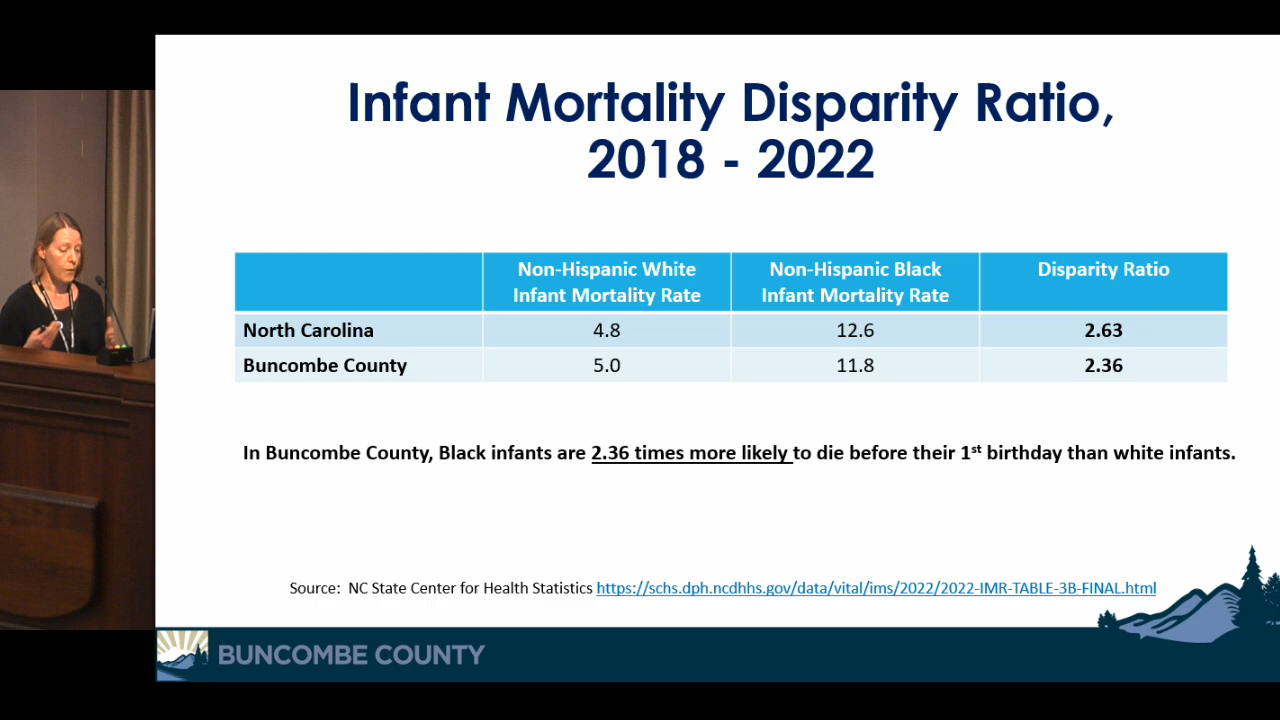 Infant Mortality Disparity Ratio,
2018 - 2022
Non-Hispanic White
Infant Mortality Rate
Non-Hispanic Black
Infant Mortality Rate
Disparity Ratio
North Carolina 4.8 12.6 2.63
Buncombe County 5.0 11.8 2.36
In Buncombe County, Black infants are 2.36 times more likely to die before their 1st birthday than white infants.
Source: NC State Center for Health Statistics https://schs.dph.ncdhhs.gov/data/vital/ims/2022/2022-IMR-TABLE-3B-FINAL.html
BUNCOMBE COUNTY